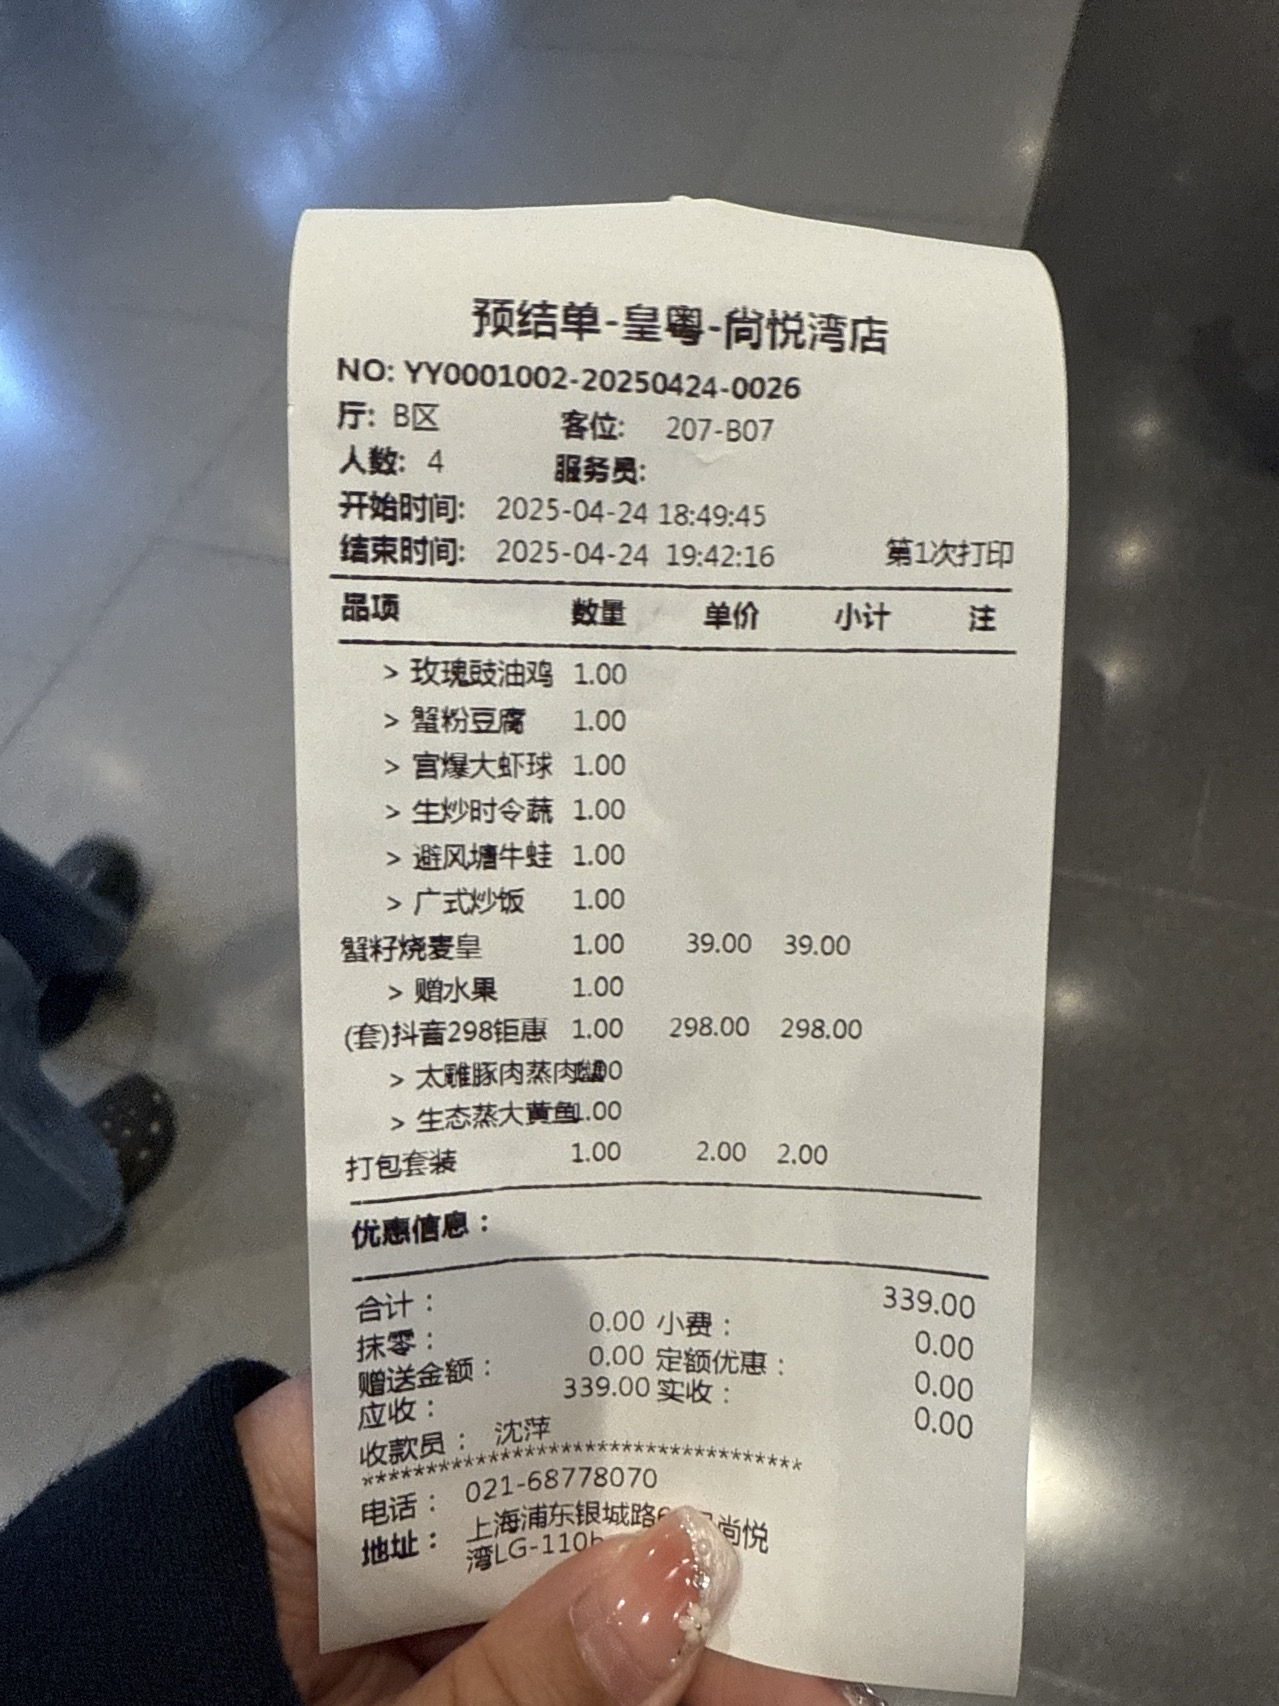 预结单-皇粤-尚悦湾店
NO: YY0001002-20250424-0026
厅: B区 客位: 207-B07
人数: 4 服务员:
开始时间: 2025-04-24 18:49:45
结束时间: 2025-04-24 19:42:16 第1次打印
品项 数量 单价 小计 注
> 玫瑰豉油鸡 1.00
> 蟹粉豆腐 1.00
> 宫爆大虾球 1.00
> 生炒时令蔬 1.00
> 避风塘牛蛙 1.00
> 广式炒饭 1.00
蟹籽烧麦皇 1.00 39.00 39.00
> 赠水果 1.00
(套)抖音298钜惠 1.00 298.00 298.00
> 太雕豚肉蒸肉
> 生态蒸大黄鱼 1.00
打包套装 1.00 2.00 2.00
优惠信息：
合计： 339.00
抹零： 0.00 小费： 0.00
赠送金额： 0.00 定额优惠： 0.00
应收： 339.00 实收： 0.00
收款员： 沈萍
**********************************
电话： 021-68778070
地址： 上海浦东银城路 尚悦
湾LG-110